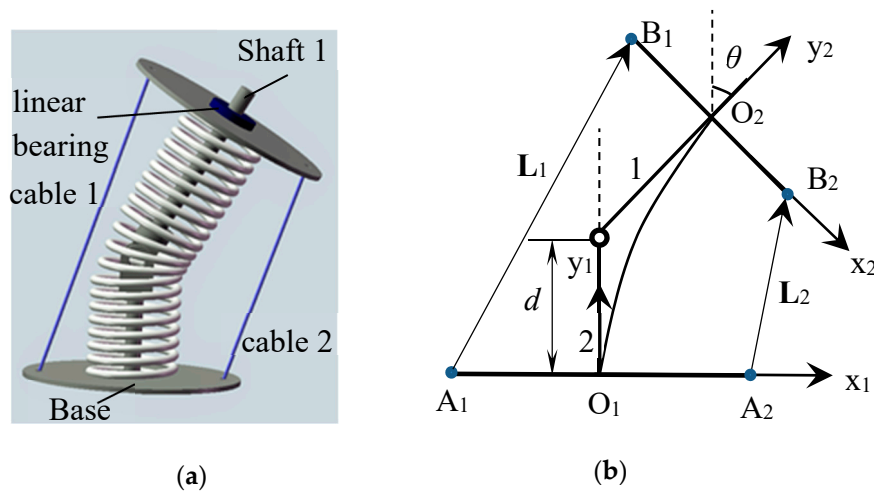 Shaft 1
linear
bearing
cable 1
cable 2
Base
(a)
B1
θ
y2
O2
L1
1
B2
x2
y1
d
L2
2
A1
O1
A2
x1
(b)